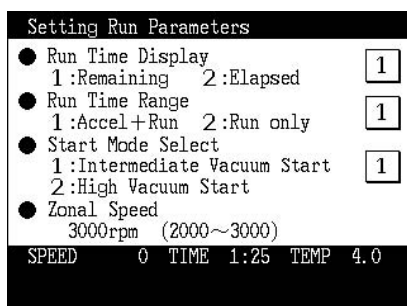 Setting Run Parameters
● Run Time Display
1:Remaining 2:Elapsed 1
● Run Time Range
1:Accel+Run 2:Run only 1
● Start Mode Select
1:Intermediate Vacuum Start 1
2:High Vacuum Start
● Zonal Speed
3000rpm (2000～3000)
SPEED 0 TIME 1:25 TEMP 4.0